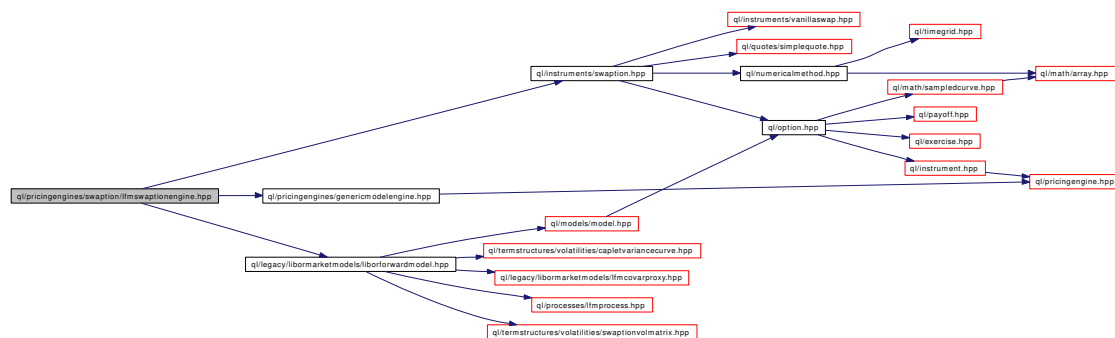 ql/instruments/vanillaswap.hpp
ql/timegrid.hpp
ql/quotes/simplequote.hpp
ql/instruments/swaption.hpp
ql/numericalmethod.hpp
ql/math/array.hpp
ql/math/sampledcurve.hpp
ql/payoff.hpp
ql/option.hpp
ql/exercise.hpp
ql/instrument.hpp
ql/pricingengine.hpp
ql/pricingengines/swaption/lfmswaptionengine.hpp
ql/pricingengines/genericmodelengine.hpp
ql/models/model.hpp
ql/termstructures/volatilities/capletvariancecurve.hpp
ql/legacy/libormarketmodels/liborforwardmodel.hpp
ql/legacy/libormarketmodels/lfmcovarproxy.hpp
ql/processes/lfmprocess.hpp
ql/termstructures/volatilities/swaptionvolmatrix.hpp